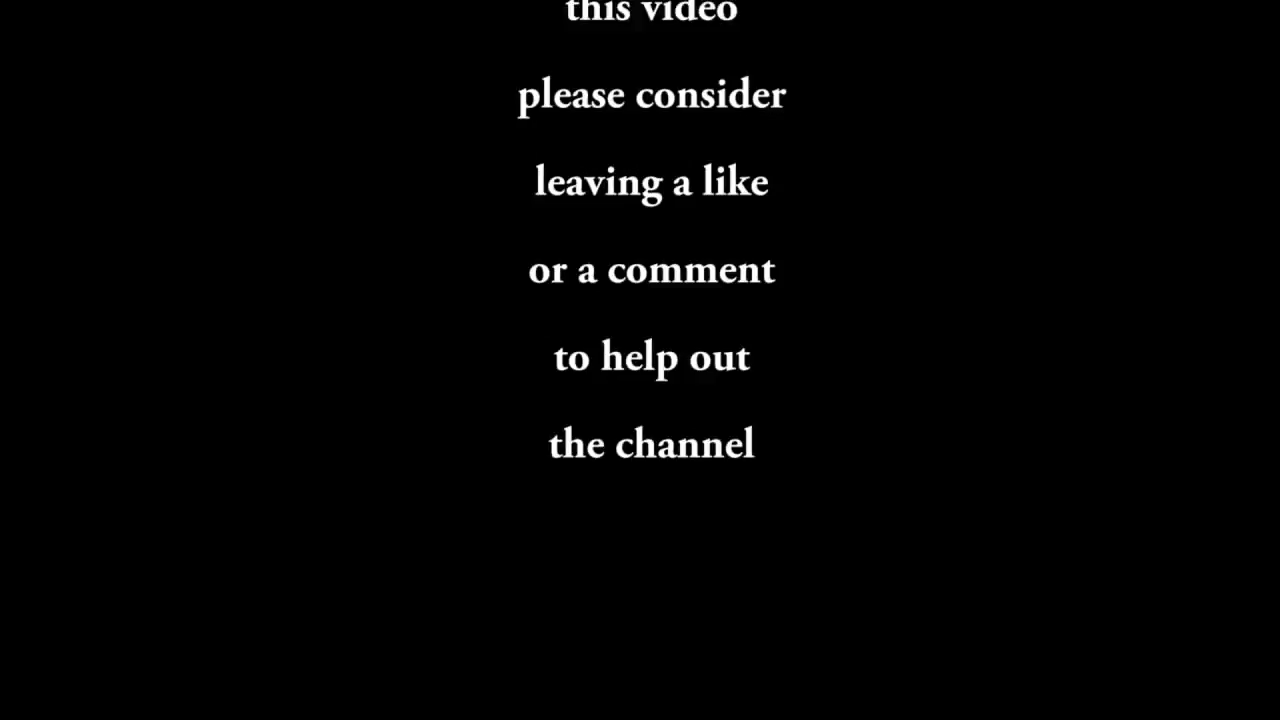 this video
please consider
leaving a like
or a comment
to help out
the channel